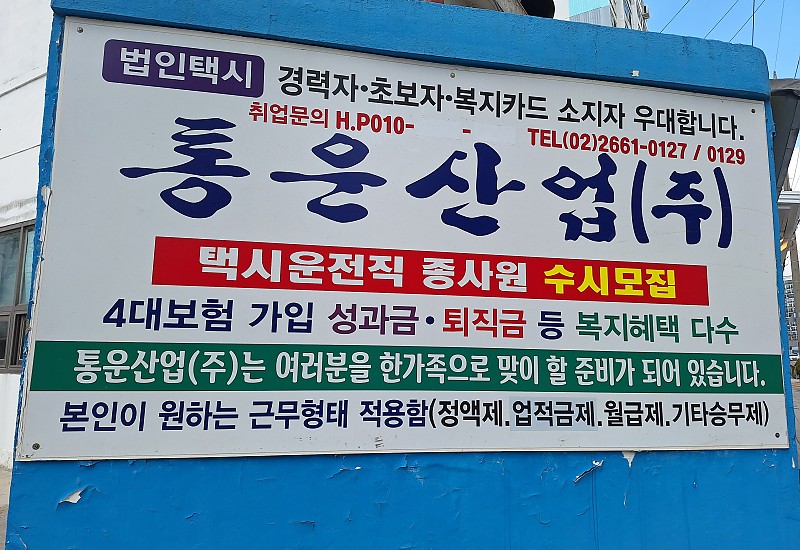 법인택시 경력자·초보자·복지카드 소지자 우대합니다.
취업문의 H.P010- - TEL(02)2661-0127 / 0129
통운산업(주)
택시운전직 종사원 수시모집
4대보험 가입 성과금·퇴직금 등 복지혜택 다수
통운산업(주)는 여러분을 한가족으로 맞이 할 준비가 되어 있습니다.
본인이 원하는 근무형태 적용함(정액제.업적금제.월급제.기타승무제)